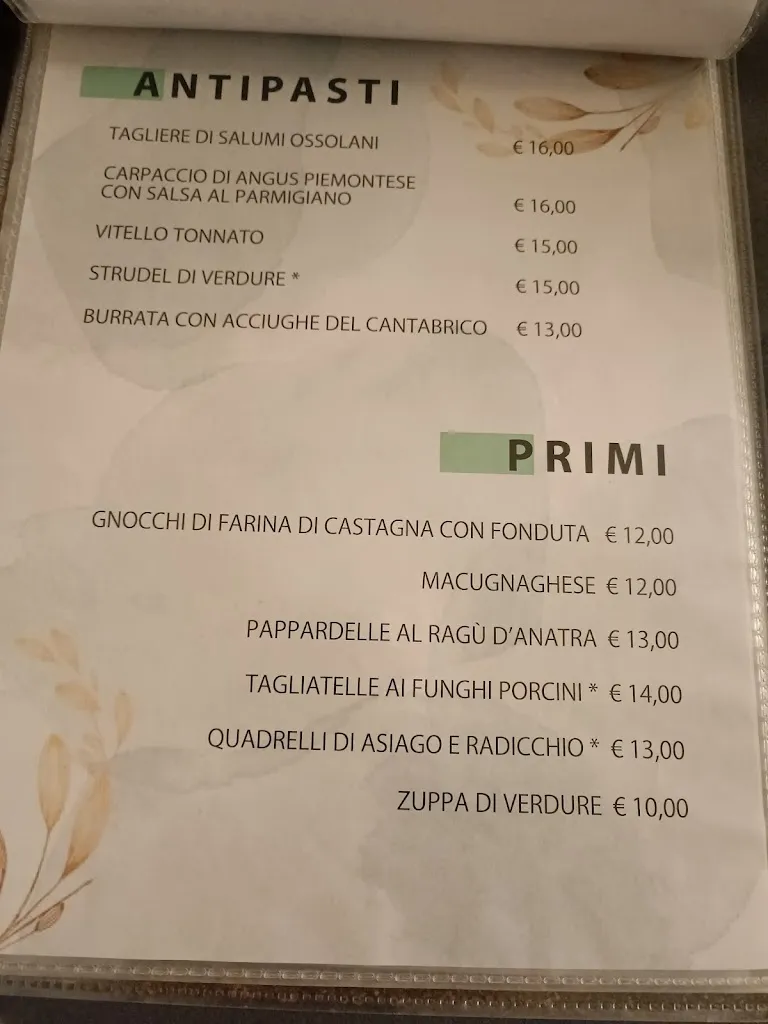 ANTIPASTI
TAGLIERE DI SALUMI OSSOLANI € 16,00
CARPACCIO DI ANGUS PIEMONTESE
CON SALSA AL PARMIGIANO € 16,00
VITELLO TONNATO € 15,00
STRUDEL DI VERDURE * € 15,00
BURRATA CON ACCIUGHE DEL CANTABRICO € 13,00
PRIMI
GNOCCHI DI FARINA DI CASTAGNA CON FONDUTA € 12,00
MACUGNAGHESE € 12,00
PAPPARDELLE AL RAGÙ D'ANATRA € 13,00
TAGLIATELLE AI FUNGHI PORCINI * € 14,00
QUADRELLI DI ASIAGO E RADICCHIO * € 13,00
ZUPPA DI VERDURE € 10,00